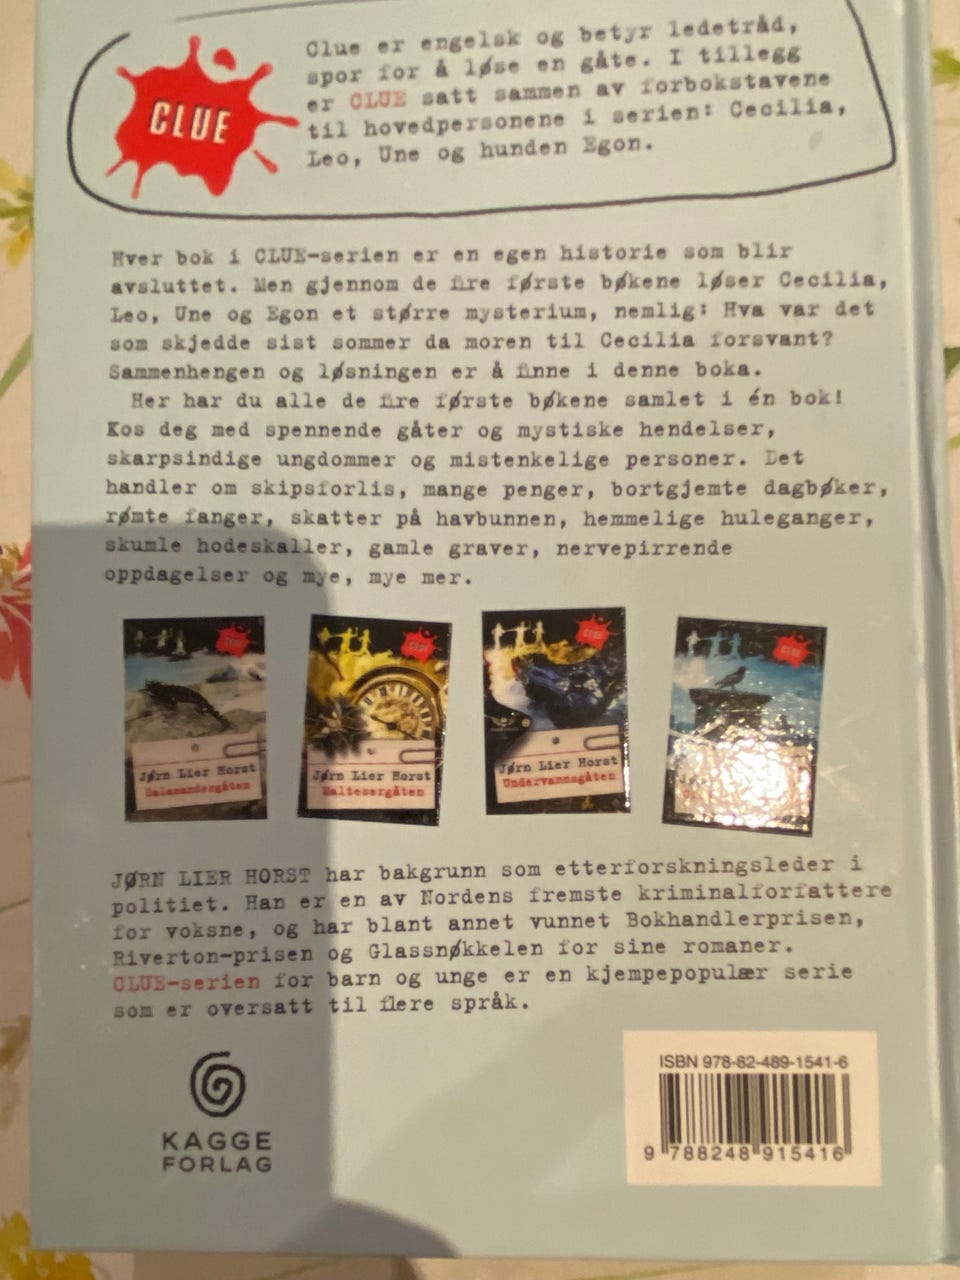 CLUE
Clue er engelsk og betyr ledetråd,
spor for å løse en gåte. I tillegg
er CLUE satt sammen av forbokstavene
til hovedpersonene i serien: Cecilia,
Leo, Une og hunden Egon.
Hver bok i CLUE-serien er en egen historie som blir
avsluttet. Men gjennom de fire første bøkene løser Cecilia,
Leo, Une og Egon et større mysterium, nemlig: Hva var det
som skjedde sist sommer da moren til Cecilia forsvant?
Sammenhengen og løsningen er å finne i denne boka.
Her har du alle de fire første bøkene samlet i én bok!
Kos deg med spennende gåter og mystiske hendelser,
skarpsindige ungdommer og mistenkelige personer. Det
handler om skipsforlis, mange penger, bortgjemte dagbøker,
rømte fanger, skatter på havbunnen, hemmelige huleganger,
skumle hodeskaller, gamle graver, nervepirrende
oppdagelser og mye, mye mer.
CLUE
Jørn Lier Horst
Salamandergåten
CLUE
Jørn Lier Horst
Maltesergåten
CLUE
Jørn Lier Horst
Undervannsgåten
CLUE
JØRN LIER HORST har bakgrunn som etterforskningsleder i
politiet. Han er en av Nordens fremste kriminalforfattere
for voksne, og har blant annet vunnet Bokhandlerprisen,
Riverton-prisen og Glassnøkkelen for sine romaner.
CLUE-serien for barn og unge er en kjempepopulær serie
som er oversatt til flere språk.
KAGGE
FORLAG
ISBN 978-82-489-1541-6
9 788248 915416